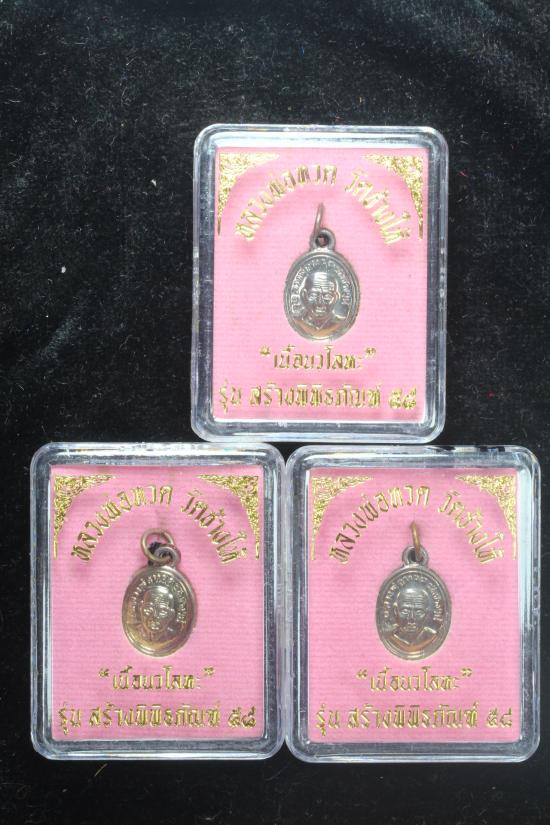 หลวงพ่อทวด วัดช้างให้
“เนื้อนวโลหะ”
รุ่น สร้างพิพิธภัณฑ์ ๕๔
หลวงพ่อทวด วัดช้างให้
“เนื้อนวโลหะ”
รุ่น สร้างพิพิธภัณฑ์ ๕๔
หลวงพ่อทวด วัดช้างให้
“เนื้อนวโลหะ”
รุ่น สร้างพิพิธภัณฑ์ ๕๔